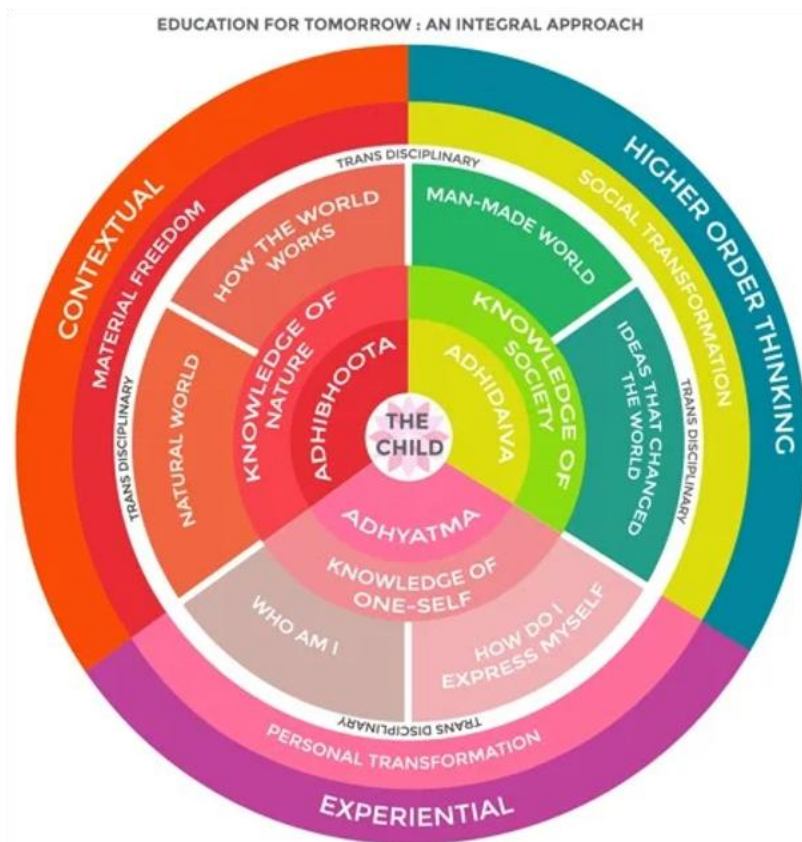 EDUCATION FOR TOMORROW : AN INTEGRAL APPROACH
CONTEXTUAL
HIGHER ORDER THINKING
EXPERIENTIAL
MATERIAL FREEDOM
SOCIAL TRANSFORMATION
PERSONAL TRANSFORMATION
TRANS DISCIPLINARY
TRANS DISCIPLINARY
TRANS DISCIPLINARY
TRANS DISCIPLINARY
HOW THE WORLD
WORKS
NATURAL WORLD
MAN-MADE WORLD
IDEAS THAT CHANGED
THE WORLD
WHO AM I
HOW DO I
EXPRESS MYSELF
KNOWLEDGE OF
NATURE
KNOWLEDGE OF
SOCIETY
KNOWLEDGE OF
ONE-SELF
ADHIBHOOTA
ADHIDAIVA
ADHYATMA
THE
CHILD